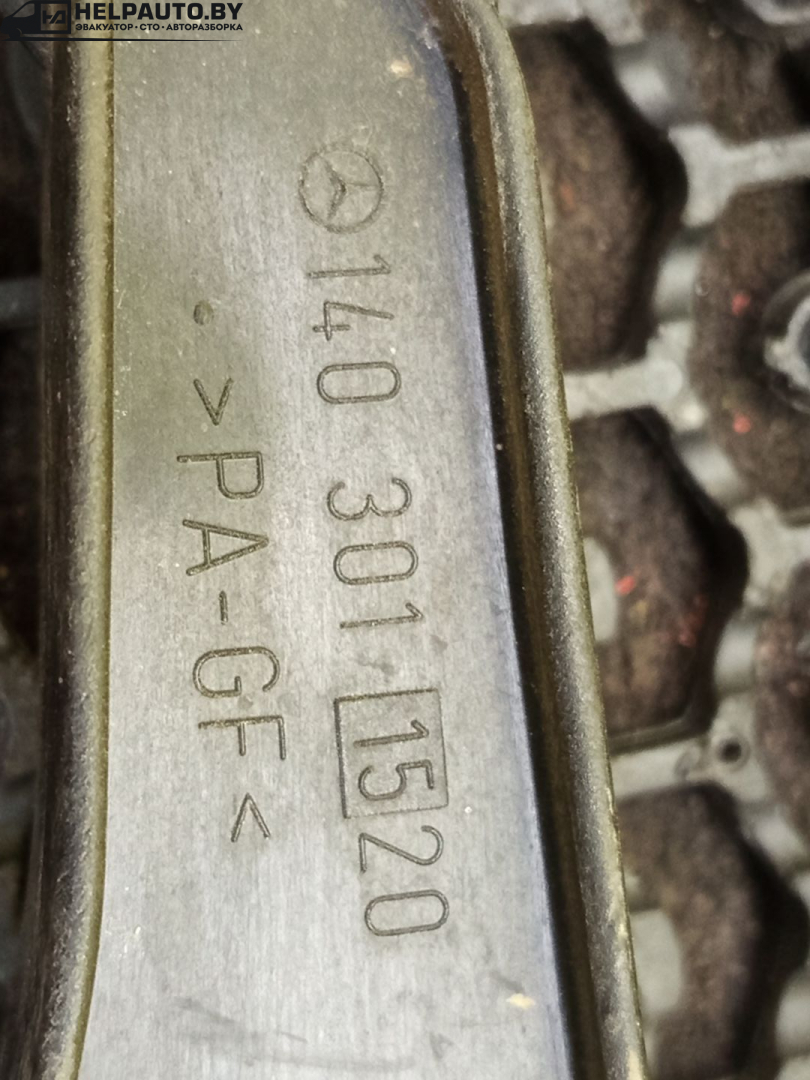 HELPAUTO.BY
ЭВАКУАТОР • СТО • АВТОРАЗБОРКА
140 301 15 20
>PA-GF<